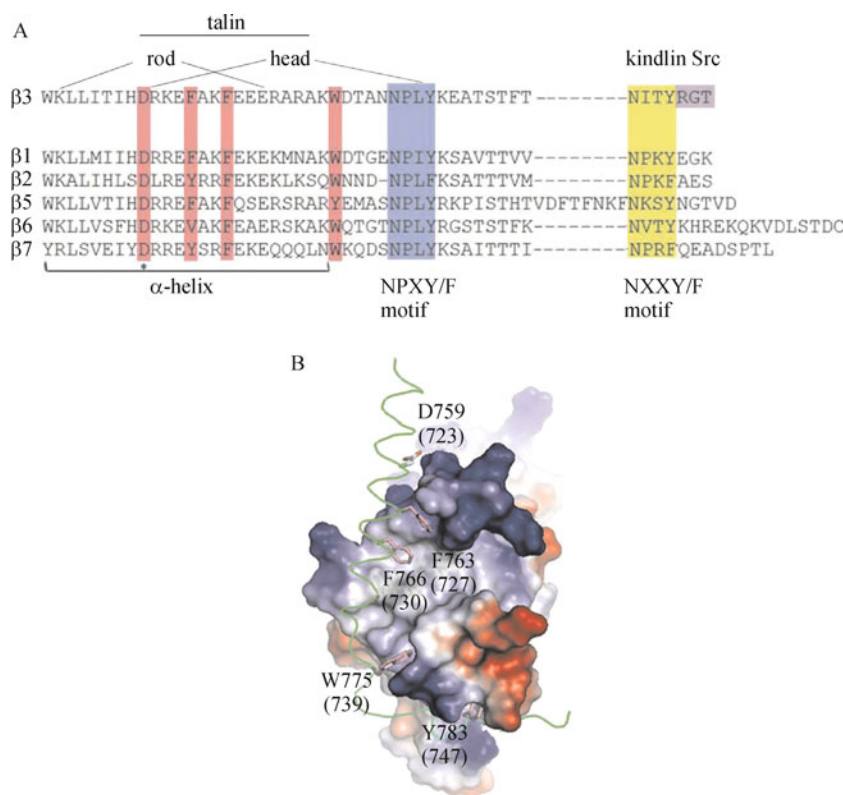 A
talin
rod head kindlin Src
β3 WKLLITIHDRKEFAKFEEERARAKWDTANNPLYKEATSTFT--------NITYRGT
β1 WKLLMIIHDRREFAKFEKEKMNAKWDTGENPIYKSAVTTVV--------NPKYEGK
β2 WKALIHLSDLREYRRFEKEKLKSQWNND-NPLFKSATTTVM--------NPKFAES
β5 WKLLVTIHDRREFAKFQSERSRARYEMASNPLYRKPISTHTVDFTFNKFNKSYNGTVD
β6 WKLLVSFHDRKEVAKFEAERSKAKWQTGTNPLYRGSTSTFK--------NVTYKHREKQKVDLSTDC
β7 YRLSVEIYDRREYSRFEKEQQQLNWKQDSNPLYKSAITTTI--------NPRFQEADSPTL
*
α-helix NPXY/F NXXY/F
motif motif
B
D759
(723)
F766 F763
(730) (727)
W775
(739)
Y783
(747)